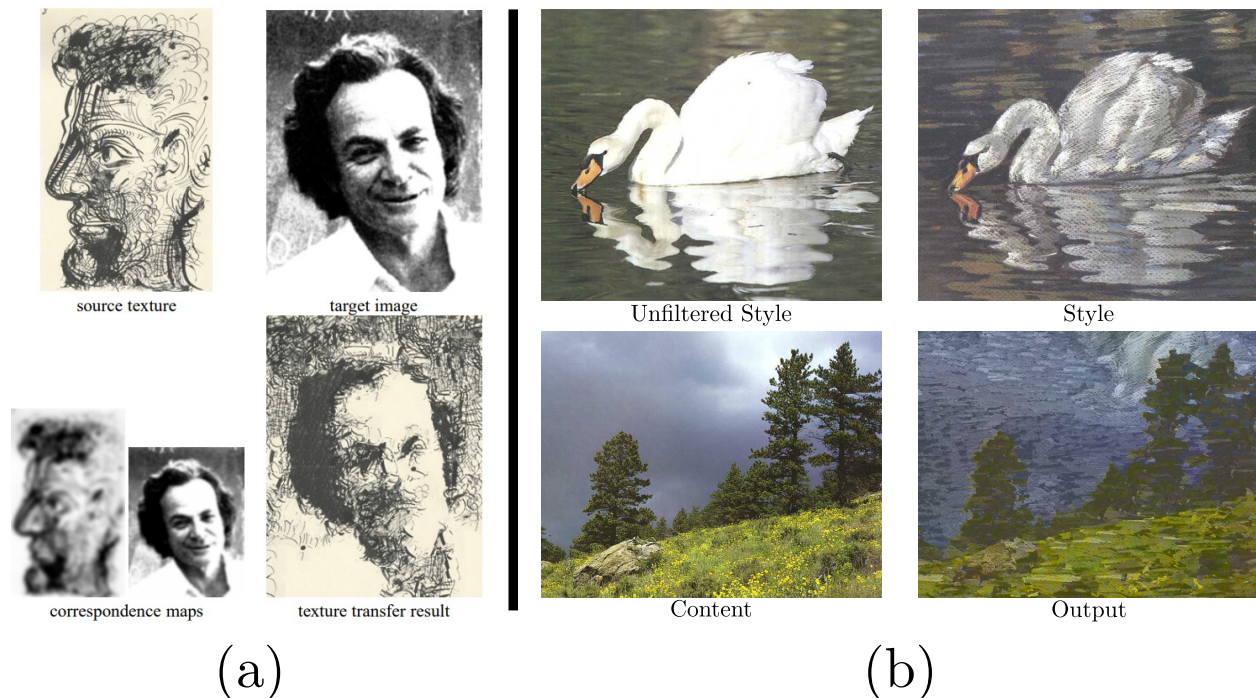 source texture
target image
correspondence maps
texture transfer result
(a)
Unfiltered Style
Style
Content
Output
(b)